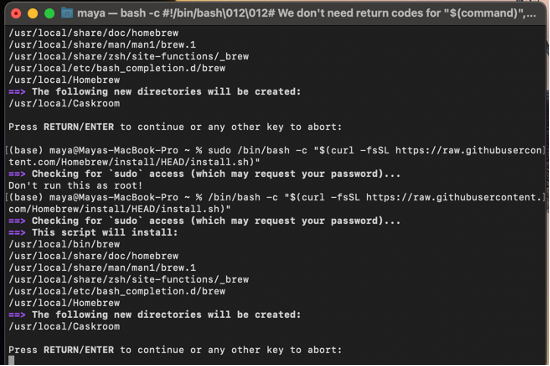 maya — bash -c #!/bin/bash\012\012# We don't need return codes for "$(command)",...
/usr/local/share/doc/homebrew
/usr/local/share/man/man1/brew.1
/usr/local/share/zsh/site-functions/_brew
/usr/local/etc/bash_completion.d/brew
/usr/local/Homebrew
==> The following new directories will be created:
/usr/local/Caskroom
Press RETURN/ENTER to continue or any other key to abort:
[(base) maya@Mayas-MacBook-Pro ~ % sudo /bin/bash -c "$(curl -fsSL https://raw.githubusercon]
tent.com/Homebrew/install/HEAD/install.sh)"
==> Checking for `sudo` access (which may request your password)...
Don't run this as root!
[(base) maya@Mayas-MacBook-Pro ~ % /bin/bash -c "$(curl -fsSL https://raw.githubusercontent.]
com/Homebrew/install/HEAD/install.sh)"
==> Checking for `sudo` access (which may request your password)...
==> This script will install:
/usr/local/bin/brew
/usr/local/share/doc/homebrew
/usr/local/share/man/man1/brew.1
/usr/local/share/zsh/site-functions/_brew
/usr/local/etc/bash_completion.d/brew
/usr/local/Homebrew
==> The following new directories will be created:
/usr/local/Caskroom
Press RETURN/ENTER to continue or any other key to abort: